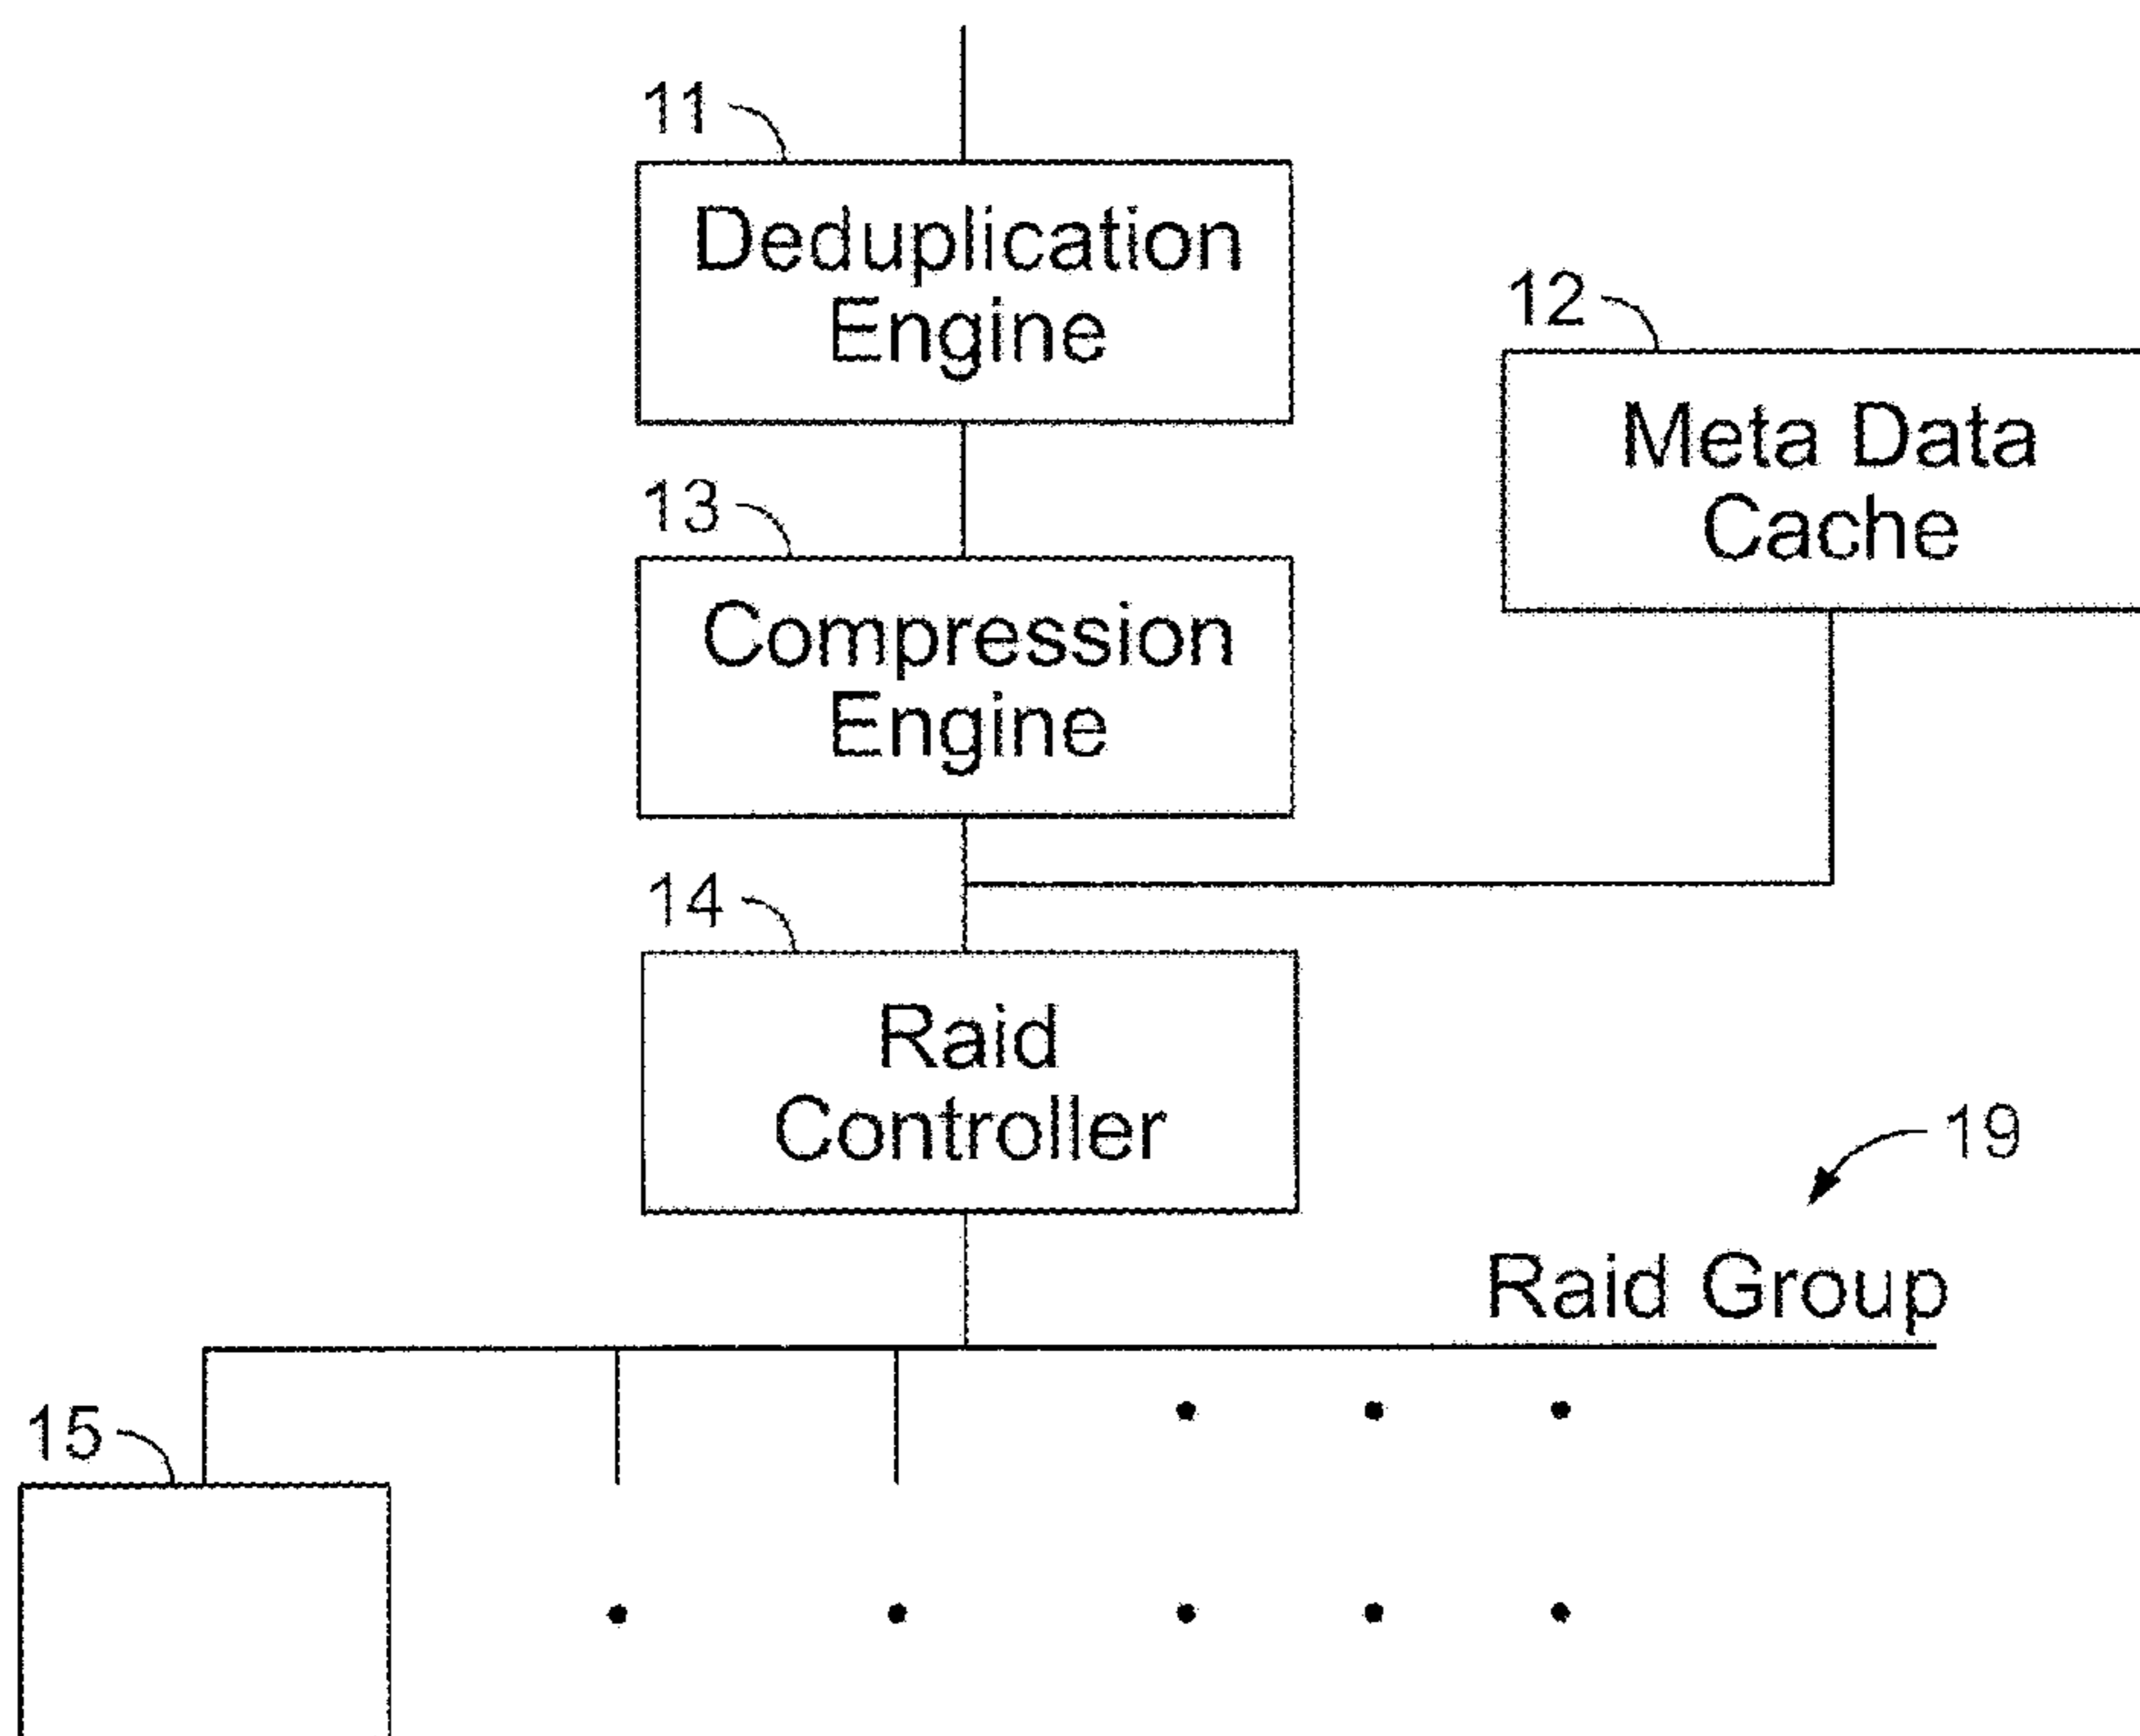 11
Deduplication
Engine
12
Meta Data
Cache
13
Compression
Engine
14
Raid
Controller
19
Raid Group
15